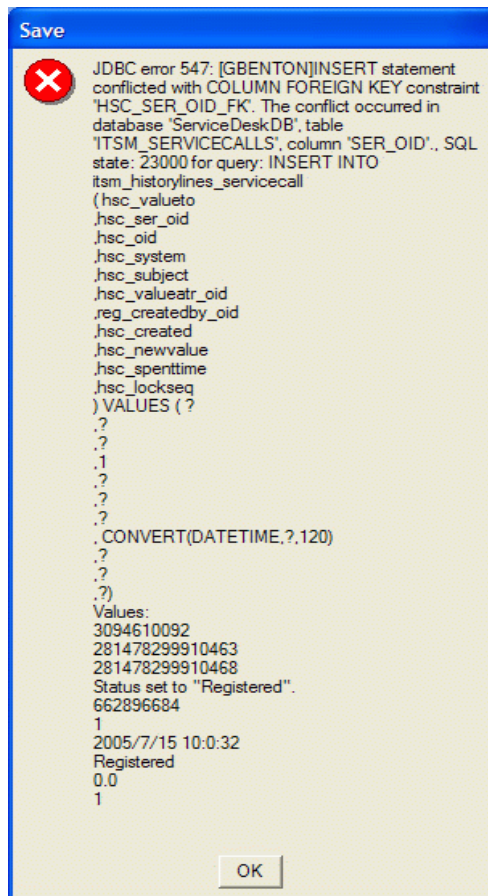 Save
JDBC error 547: [GBENTON]INSERT statement
conflicted with COLUMN FOREIGN KEY constraint
'HSC_SER_OID_FK'. The conflict occurred in
database 'ServiceDeskDB', table
'ITSM_SERVICECALLS', column 'SER_OID'., SQL
state: 23000 for query: INSERT INTO
itsm_historylines_servicecall
( hsc_valueto
,hsc_ser_oid
,hsc_oid
,hsc_system
,hsc_subject
,hsc_valueatr_oid
,reg_createdby_oid
,hsc_created
,hsc_newvalue
,hsc_spenttime
,hsc_lockseq
) VALUES ( ?
,?
,?
,1
,?
,?
,?
, CONVERT(DATETIME,?,120)
,?
,?
,?)
Values:
3094610092
281478299910463
281478299910468
Status set to "Registered".
662896684
1
2005/7/15 10:0:32
Registered
0.0
1
OK